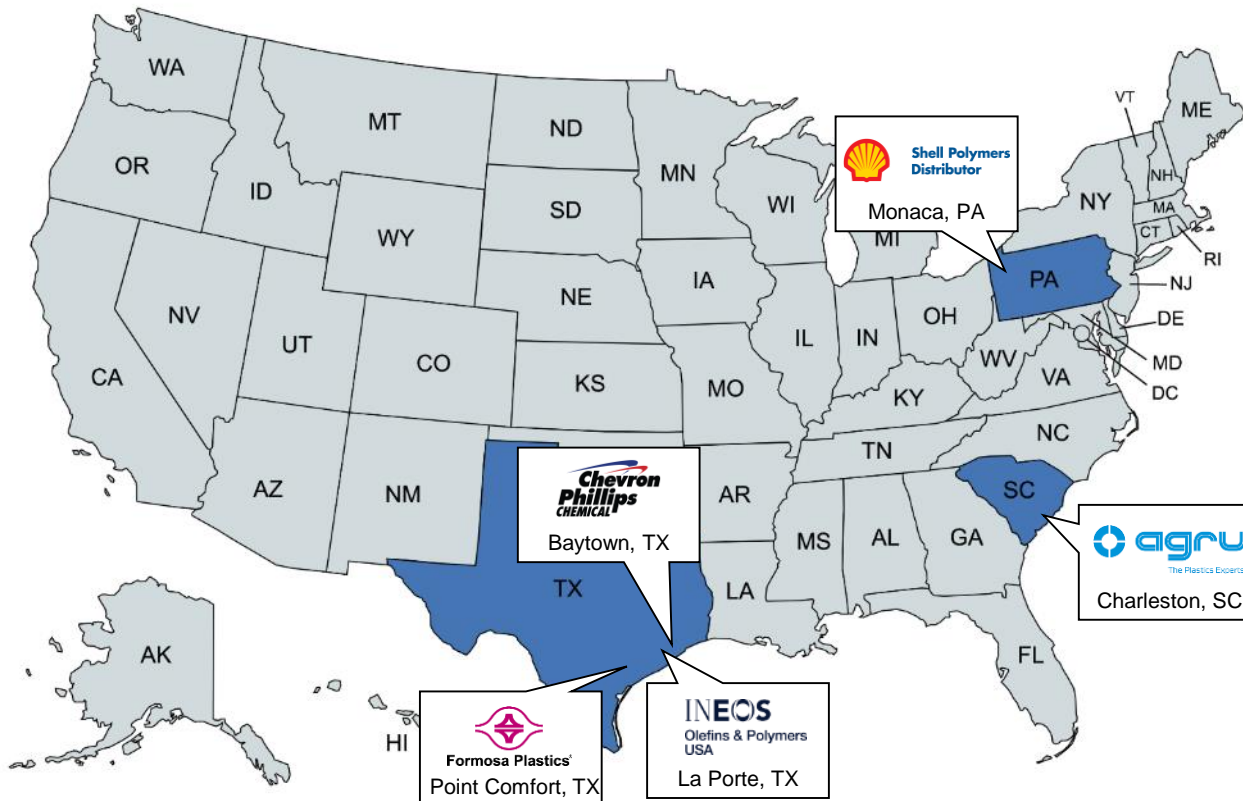 WA
MT
ND
MN
VT
ME
OR
ID
SD
WI
Shell Polymers
Distributor
Monaca, PA
MI
NY
NH
MA
CT
RI
WY
IA
PA
NJ
NE
NV
UT
CO
IL
IN
OH
DE
MD
DC
WV
VA
CA
KS
MO
KY
NC
TN
AZ
NM
Chevron
Phillips
CHEMICAL
Baytown, TX
AR
SC
MS
AL
GA
agru
The Plastics Experts
Charleston, SC
TX
LA
FL
AK
HI
Formosa Plastics'
Point Comfort, TX
INEOS
Olefins & Polymers
USA
La Porte, TX